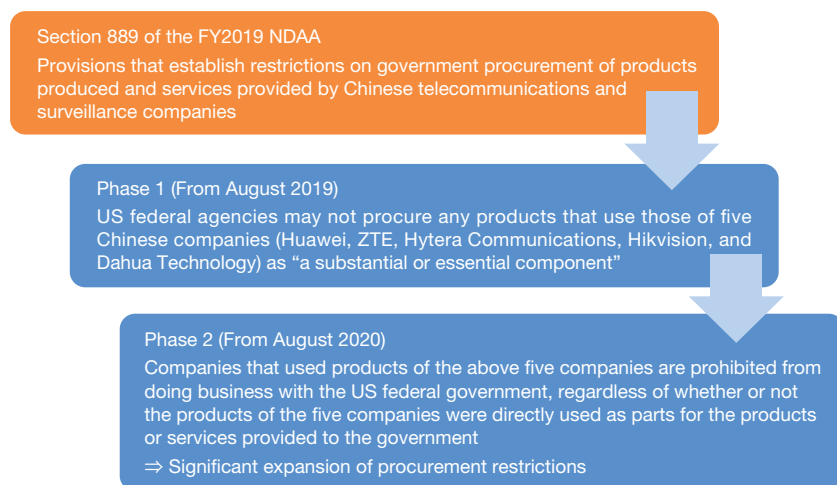 Section 889 of the FY2019 NDAA
Provisions that establish restrictions on government procurement of products
produced and services provided by Chinese telecommunications and
surveillance companies
Phase 1 (From August 2019)
US federal agencies may not procure any products that use those of five
Chinese companies (Huawei, ZTE, Hytera Communications, Hikvision, and
Dahua Technology) as “a substantial or essential component”
Phase 2 (From August 2020)
Companies that used products of the above five companies are prohibited from
doing business with the US federal government, regardless of whether or not
the products of the five companies were directly used as parts for the products
or services provided to the government
⇒ Significant expansion of procurement restrictions